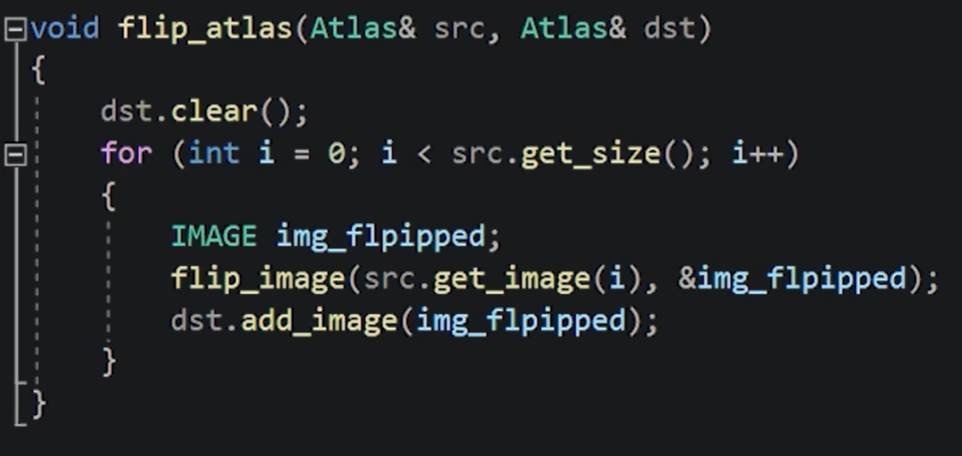 void flip_atlas(Atlas& src, Atlas& dst)
{
    dst.clear();
    for (int i = 0; i < src.get_size(); i++)
    {
        IMAGE img_flpipped;
        flip_image(src.get_image(i), &img_flpipped);
        dst.add_image(img_flpipped);
    }
}